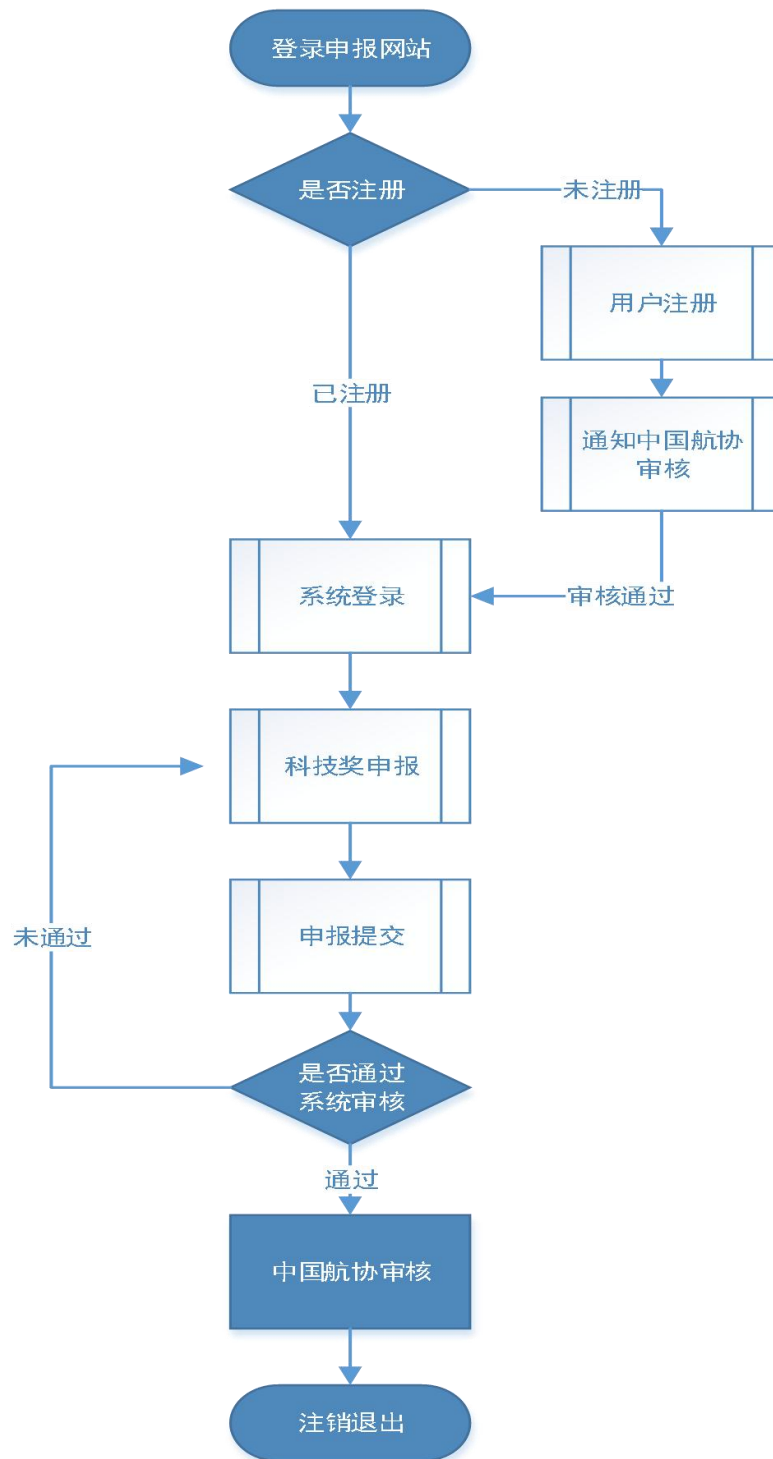 登录申报网站
是否注册
未注册
用户注册
已注册
通知中国航协
审核
系统登录
审核通过
科技奖申报
申报提交
未通过
是否通过
系统审核
通过
中国航协审核
注销退出